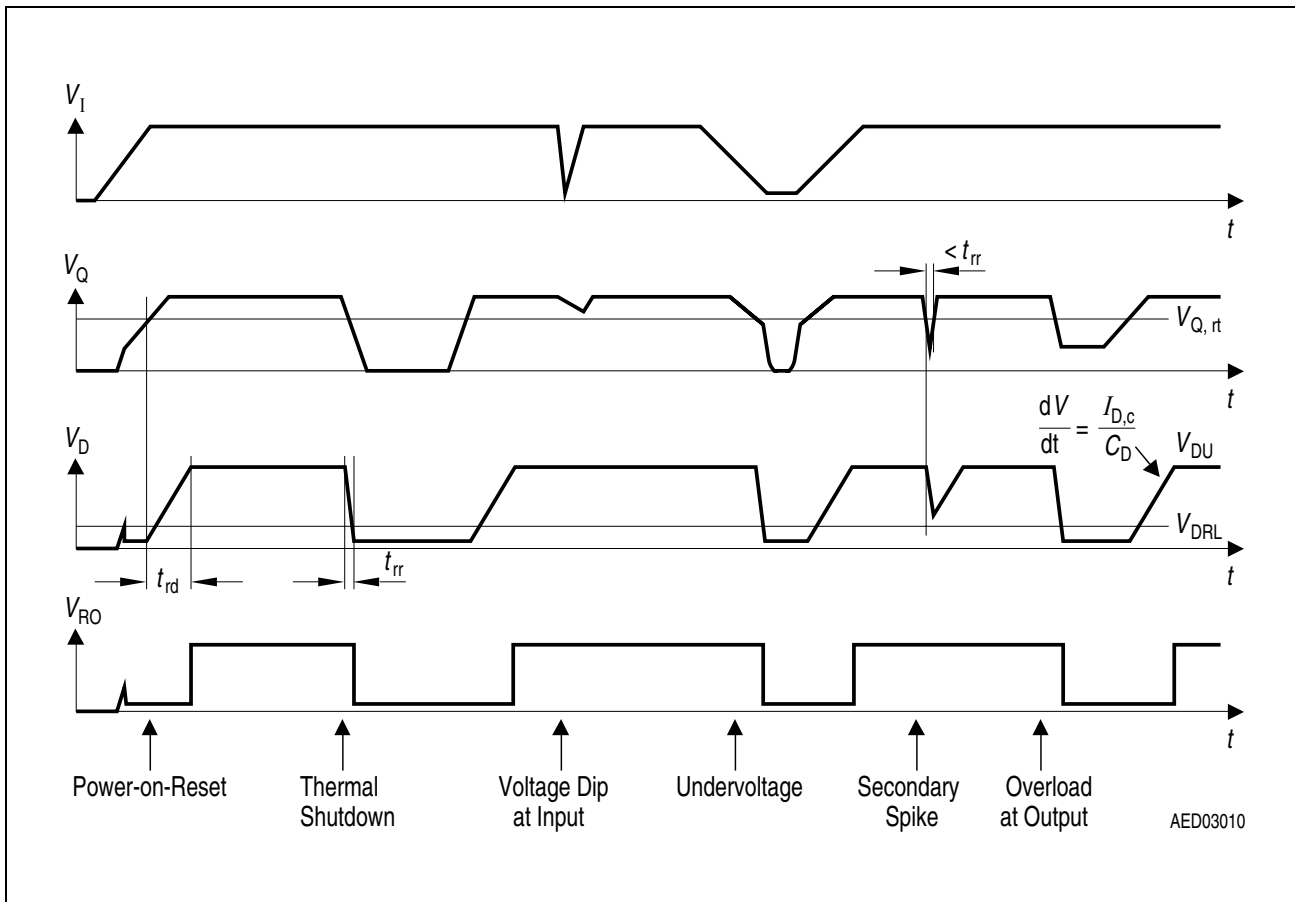 V_I
t
V_Q
< t_rr
V_Q, rt
t
dV/dt = I_D,c/C_D
V_D
V_DU
V_DRL
t_rd
t_rr
t
V_RO
t
Power-on-Reset
Thermal
Shutdown
Voltage Dip
at Input
Undervoltage
Secondary
Spike
Overload
at Output
AED03010